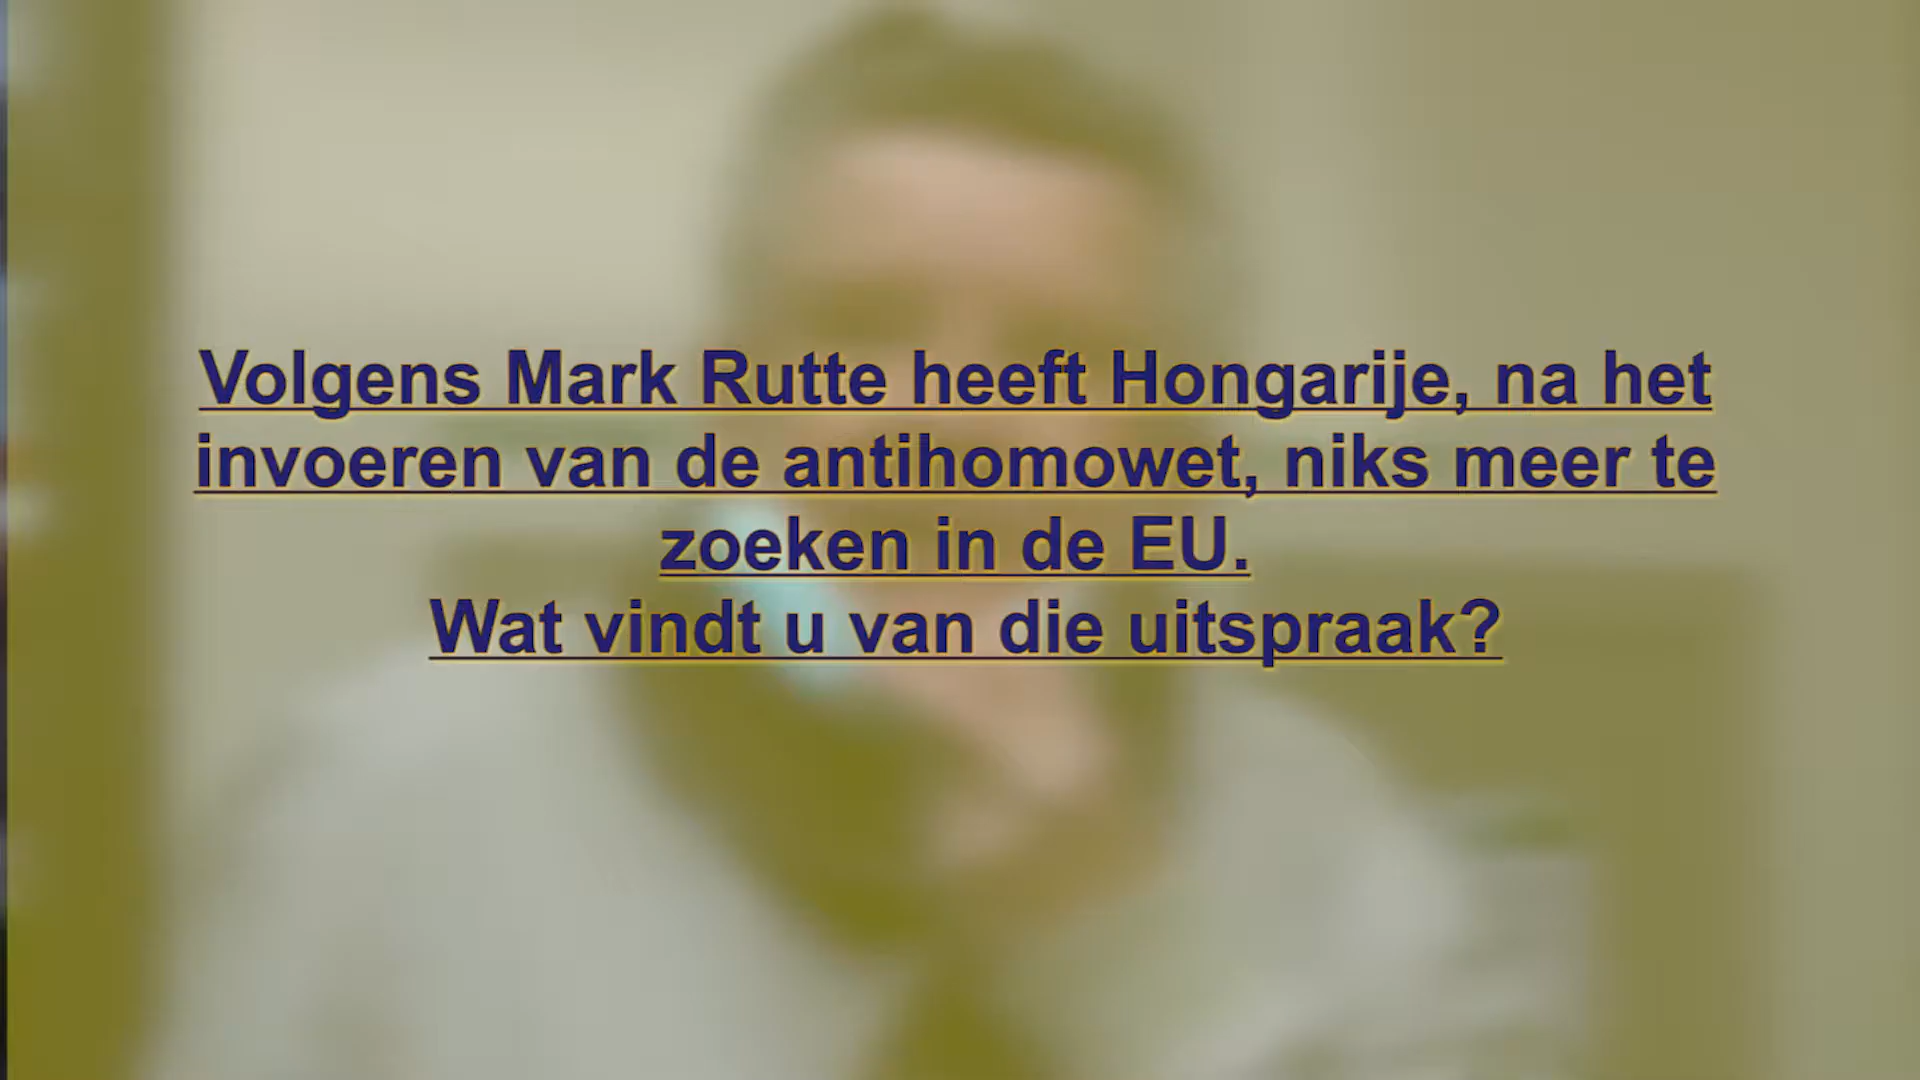 Volgens Mark Rutte heeft Hongarije, na het
invoeren van de antihomowet, niks meer te
zoeken in de EU.
Wat vindt u van die uitspraak?